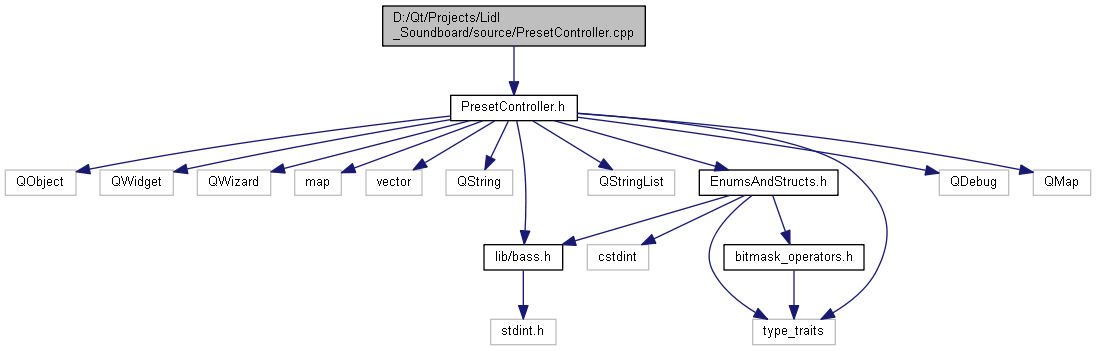 D:/Qt/Projects/Lidl
_Soundboard/source/PresetController.cpp
PresetController.h
QObject
QWidget
QWizard
map
vector
QString
QStringList
EnumsAndStructs.h
QDebug
QMap
lib/bass.h
cstdint
bitmask_operators.h
stdint.h
type_traits